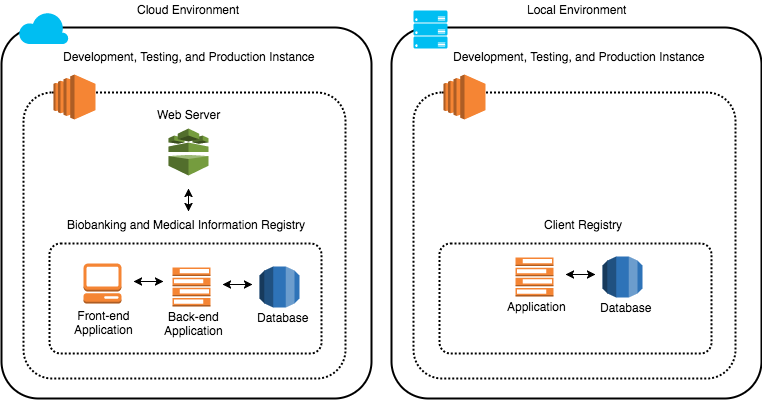 Cloud Environment
Development, Testing, and Production Instance
Web Server
Biobanking and Medical Information Registry
Front-end
Application
Back-end
Application
Database
Local Environment
Development, Testing, and Production Instance
Client Registry
Application
Database